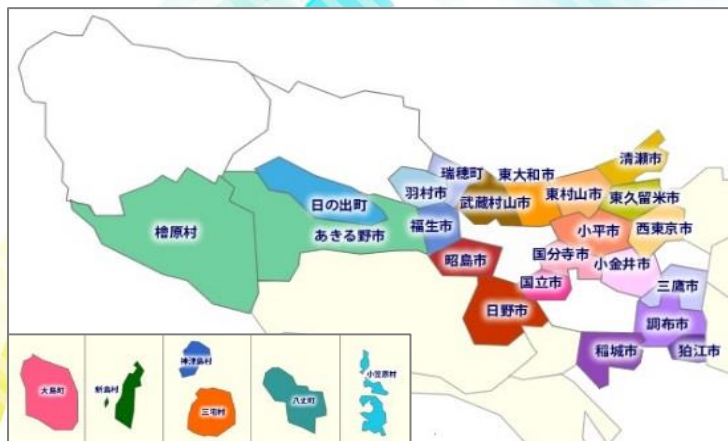 清瀬市
瑞穂町
東大和市
羽村市
武蔵村山市
東村山市
東久留米市
日の出町
檜原村
あきる野市
福生市
小平市
西東京市
昭島市
国分寺市
小金井市
国立市
三鷹市
日野市
調布市
稲城市
狛江市
大島町
新島村
神津島村
三宅村
八丈町
小笠原村